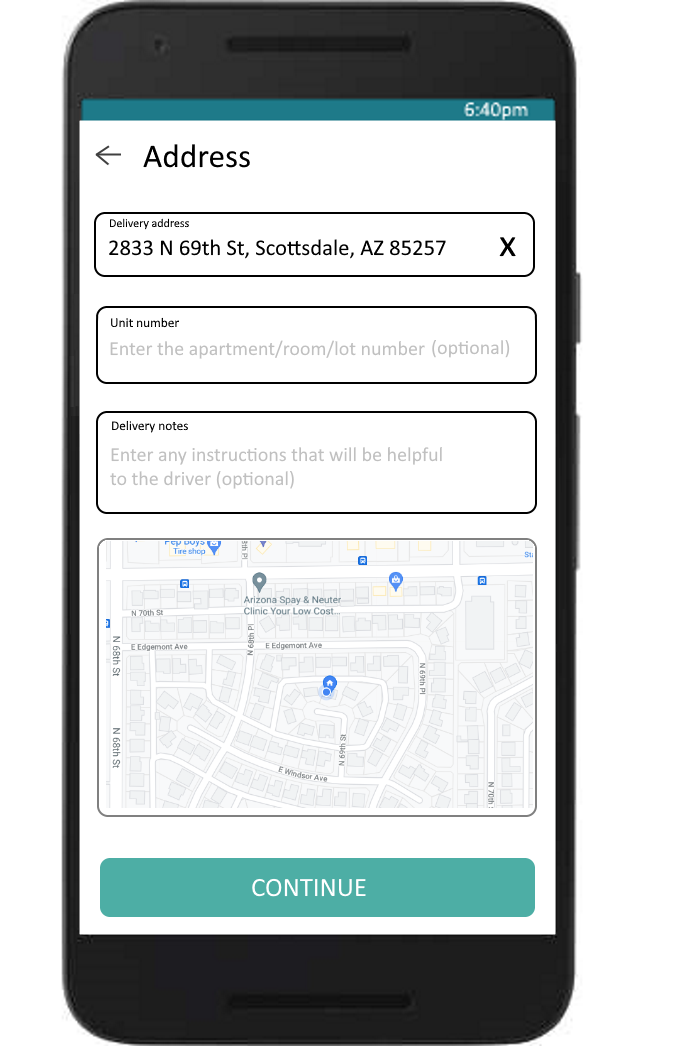 6:40pm
Address
Delivery address
2833 N 69th St, Scottsdale, AZ 85257 X
Unit number
Enter the apartment/room/lot number (optional)
Delivery notes
Enter any instructions that will be helpful
to the driver (optional)
Pep Boys
Tire shop
N 68th Pl
Sta
Arizona Spay & Neuter
Clinic Your Low Cost...
N 70th St
E Edgemont Ave
E Edgemont Ave
N 68th St
N 69th Pl
N 68th St
N 69th St
E Windsor Ave
N 70th
CONTINUE